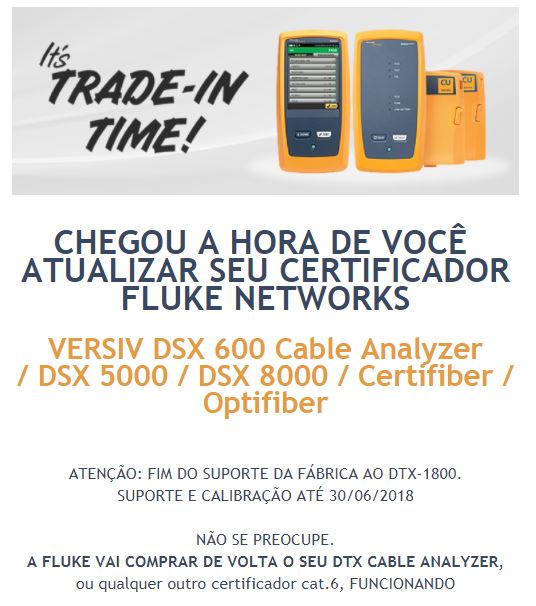 It's
TRADE-IN
TIME!
CU
CHEGOU A HORA DE VOCÊ
ATUALIZAR SEU CERTIFICADOR
FLUKE NETWORKS
VERSIV DSX 600 Cable Analyzer
/ DSX 5000 / DSX 8000 / Certifiber /
Optifiber
ATENÇÃO: FIM DO SUPORTE DA FÁBRICA AO DTX-1800.
SUPORTE E CALIBRAÇÃO ATÉ 30/06/2018
NÃO SE PREOCUPE.
A FLUKE VAI COMPRAR DE VOLTA O SEU DTX CABLE ANALYZER,
ou qualquer outro certificador cat.6, FUNCIONANDO